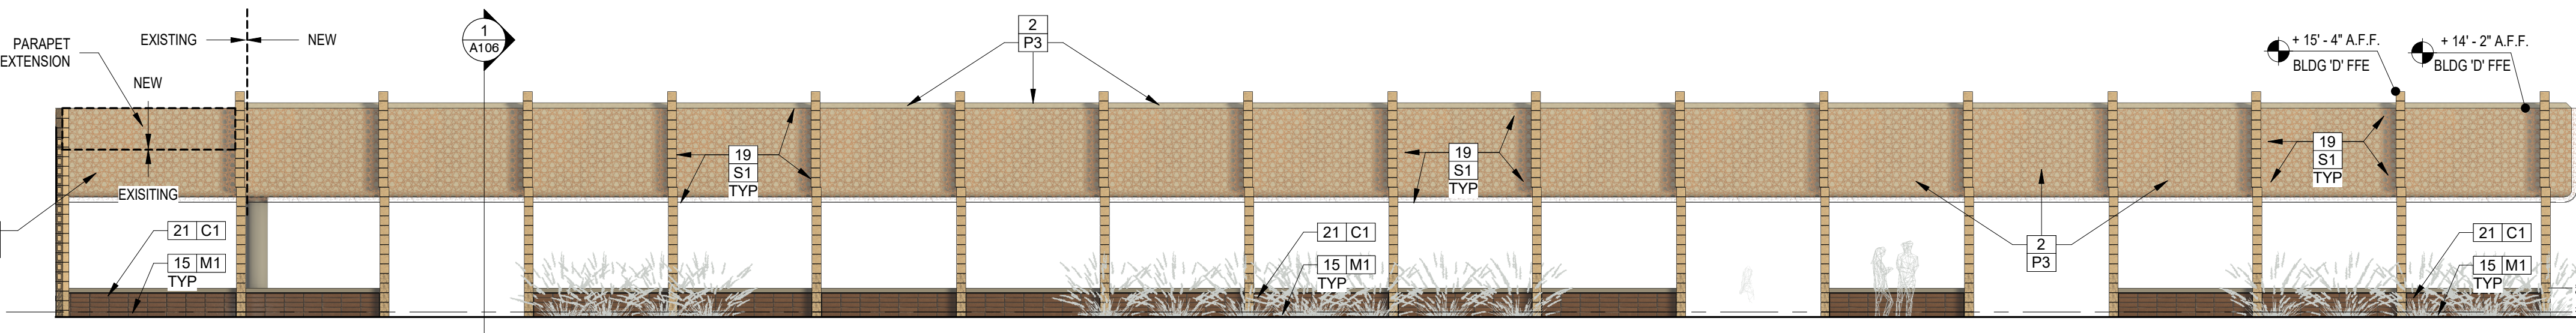 PARAPET
EXTENSION
EXISTING
NEW
NEW
EXISITING
1
A106
2
P3
+ 15' - 4" A.F.F.
BLDG 'D' FFE
+ 14' - 2" A.F.F.
BLDG 'D' FFE
19
S1
TYP
19
S1
TYP
19
S1
TYP
21 C1
15 M1
TYP
21 C1
15 M1
TYP
2
P3
21 C1
15 M1
TYP